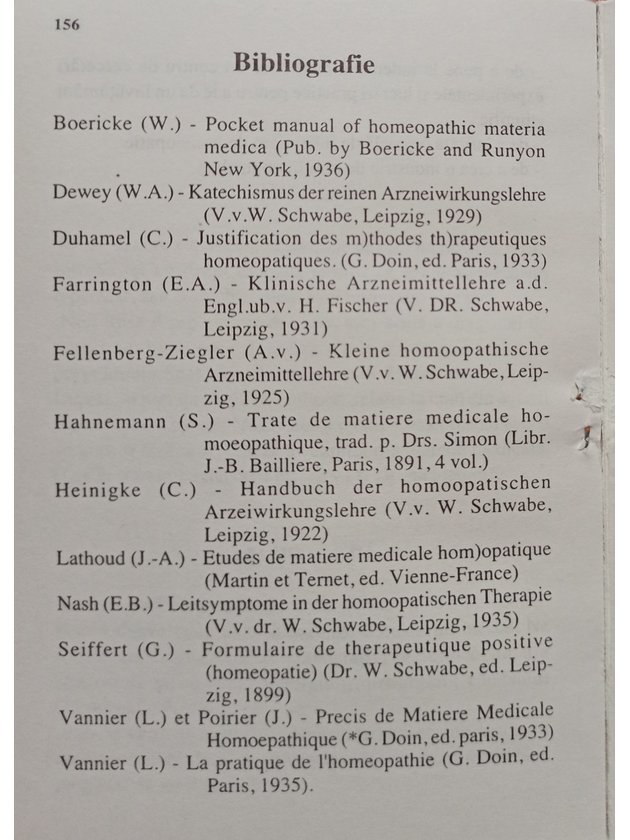 156
Bibliografie
Boericke (W.) - Pocket manual of homeopathic materia
medica (Pub. by Boericke and Runyon
New York, 1936)
Dewey (W.A.) - Katechismus der reinen Arzneiwirkungslehre
(V.v.W. Schwabe, Leipzig, 1929)
Duhamel (C.) - Justification des m)thodes th)rapeutiques
homeopatiques. (G. Doin, ed. Paris, 1933)
Farrington (E.A.) - Klinische Arzneimittellehre a.d.
Engl.ub.v. H. Fischer (V. DR. Schwabe,
Leipzig, 1931)
Fellenberg-Ziegler (A.v.) - Kleine homoopathische
Arzneimittellehre (V.v. W. Schwabe, Leip-
zig, 1925)
Hahnemann (S.) - Trate de matiere medicale ho-
moeopathique, trad. p. Drs. Simon (Libr.
J.-B. Bailliere, Paris, 1891, 4 vol.)
Heinigke (C.) - Handbuch der homoopatischen
Arzeiwirkungslehre (V.v. W. Schwabe,
Leipzig, 1922)
Lathoud (J.-A.) - Etudes de matiere medicale hom)opatique
(Martin et Ternet, ed. Vienne-France)
Nash (E.B.) - Leitsymptome in der homoopatischen Therapie
(V.v. dr. W. Schwabe, Leipzig, 1935)
Seiffert (G.) - Formulaire de therapeutique positive
(homeopatie) (Dr. W. Schwabe, ed. Leip-
zig, 1899)
Vannier (L.) et Poirier (J.) - Precis de Matiere Medicale
Homoepathique (*G. Doin, ed. paris, 1933)
Vannier (L.) - La pratique de l'homeopathie (G. Doin, ed.
Paris, 1935).